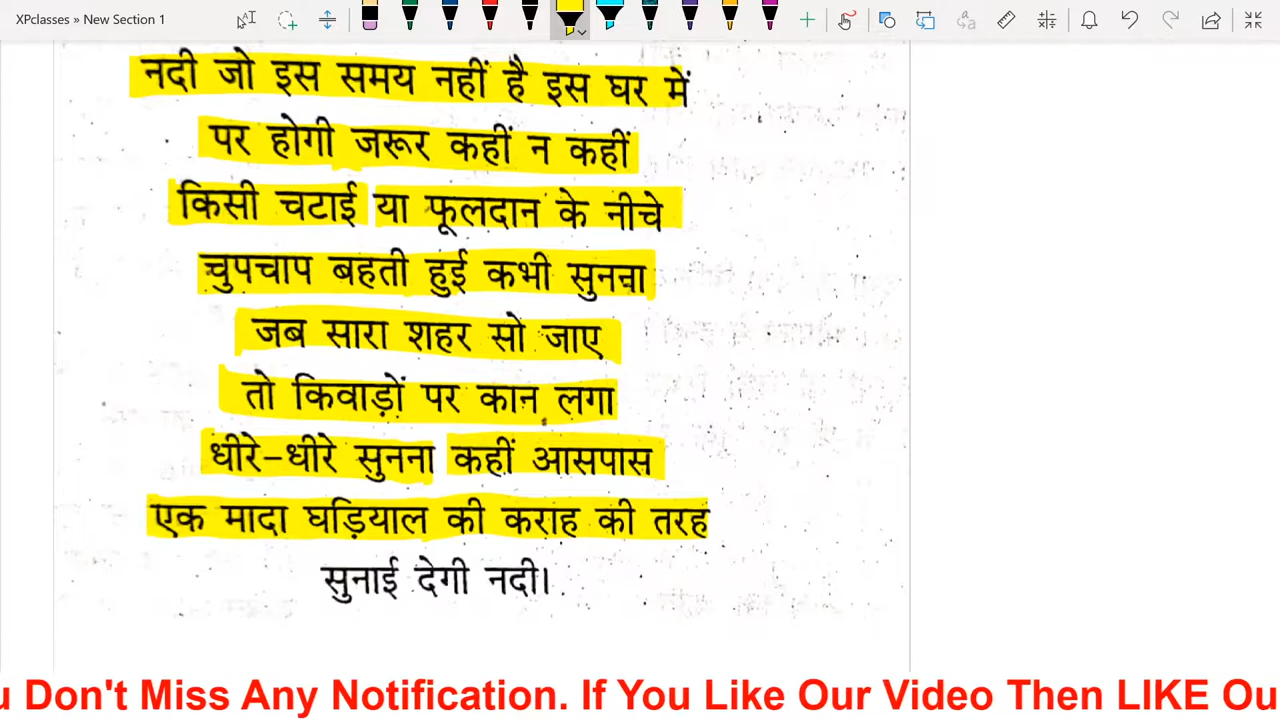 XPclasses » New Section 1
नदी जो इस समय नहीं है इस घर में
पर होगी जरूर कहीं न कहीं
किसी चटाई या फूलदान के नीचे
चुपचाप बहती हुई कभी सुनना
जब सारा शहर सो जाए
तो किवाड़ों पर कान लगा
धीरे-धीरे सुनना कहीं आसपास
एक मादा घड़ियाल की कराह की तरह
सुनाई देगी नदी।
Don't Miss Any Notification. If You Like Our Video Then LIKE